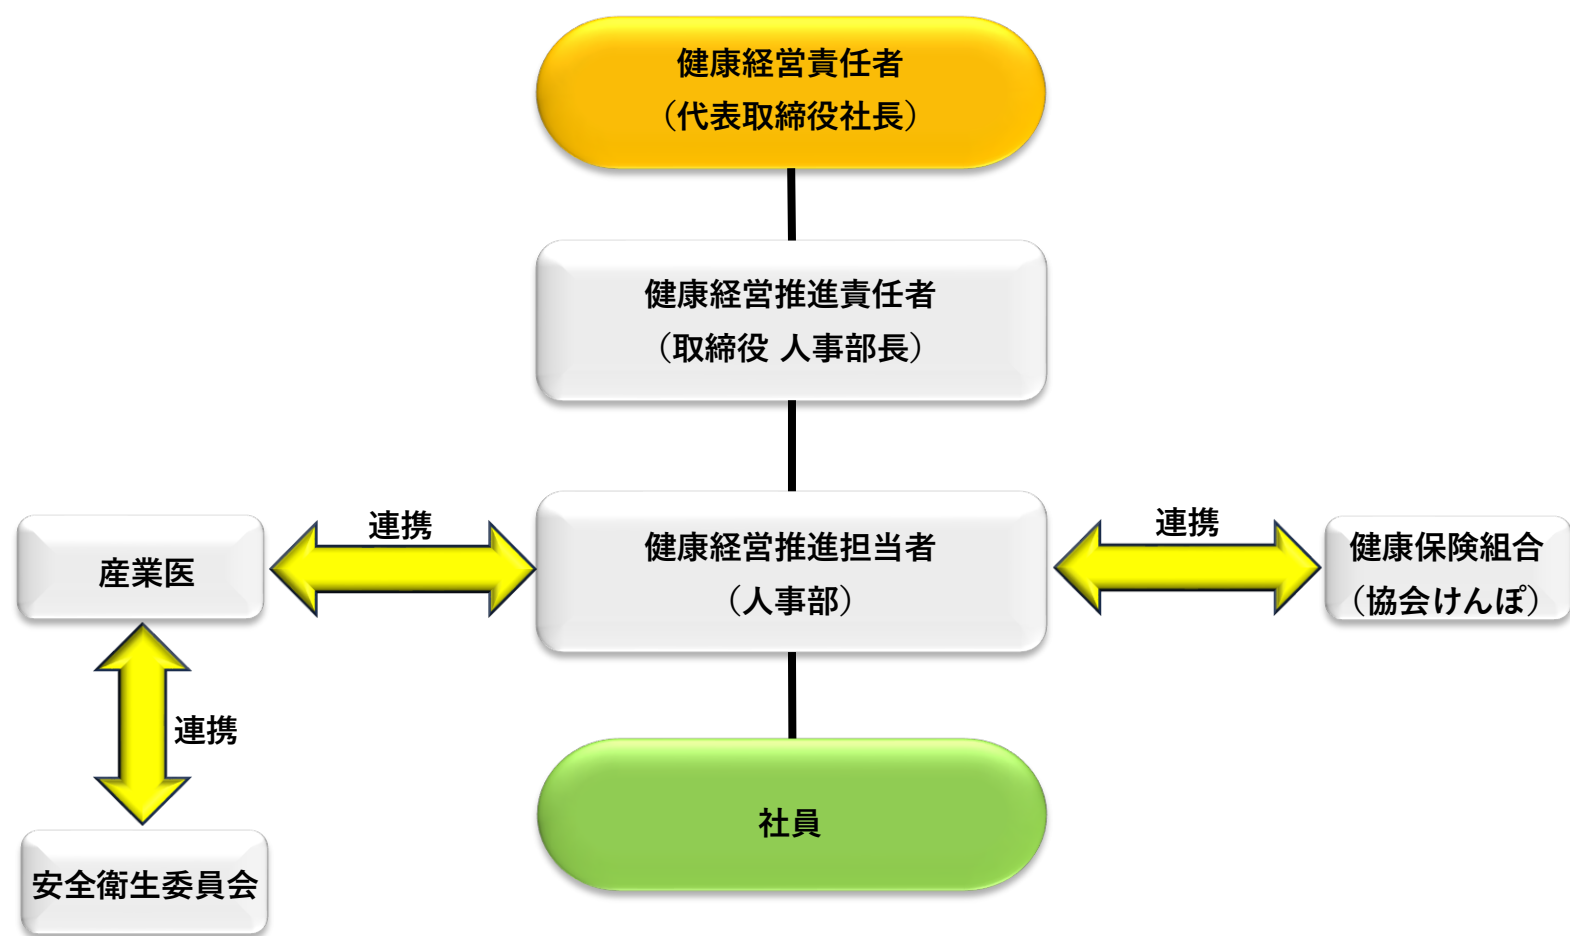 健康経営責任者
（代表取締役社長）
健康経営推進責任者
（取締役 人事部長）
産業医
連携
健康経営推進担当者
（人事部）
連携
健康保険組合
（協会けんぽ）
連携
安全衛生委員会
社員